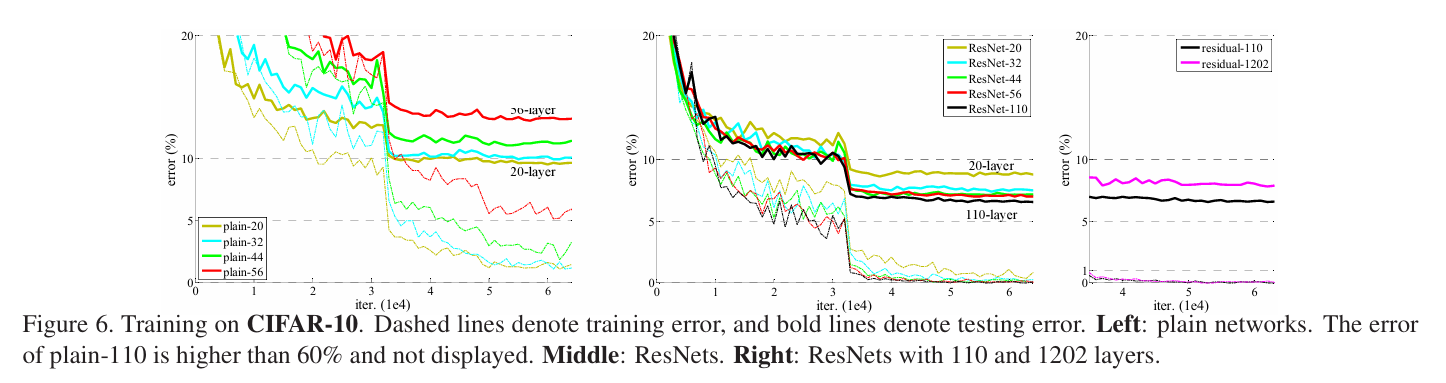 20
10
5
0
error (%)
0
1
2
3
4
5
6
iter. (1e4)
56-layer
20-layer
plain-20
plain-32
plain-44
plain-56
20
10
5
0
error (%)
0
1
2
3
4
5
6
iter. (1e4)
ResNet-20
ResNet-32
ResNet-44
ResNet-56
ResNet-110
20-layer
110-layer
20
10
5
1
0
error (%)
4
5
6
iter. (1e4)
residual-110
residual-1202
Figure 6. Training on CIFAR-10. Dashed lines denote training error, and bold lines denote testing error. Left: plain networks. The error
of plain-110 is higher than 60% and not displayed. Middle: ResNets. Right: ResNets with 110 and 1202 layers.